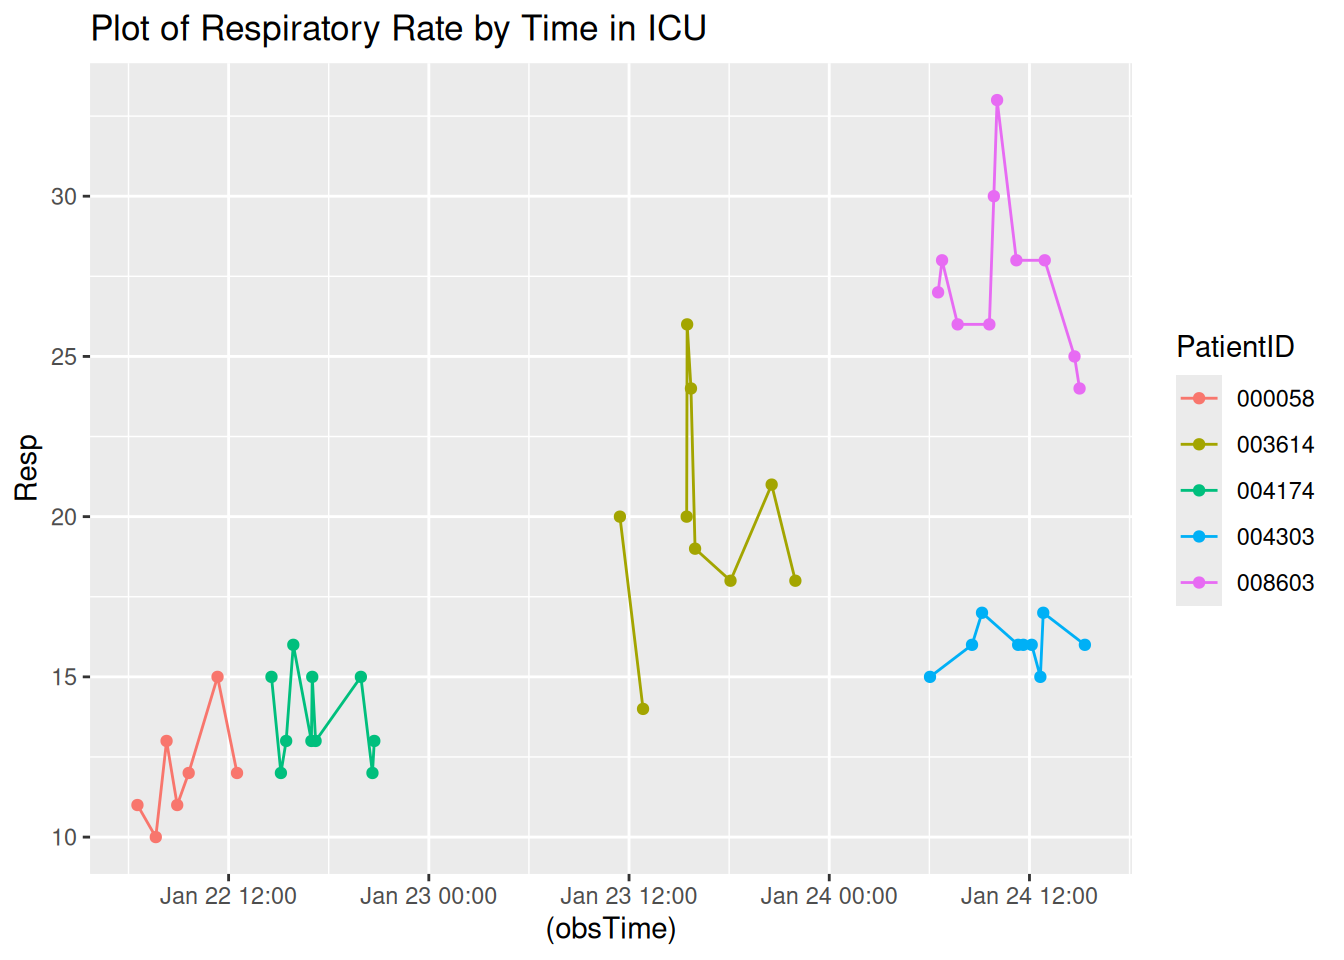 Plot of Respiratory Rate by Time in ICU
30
25
20
15
10
Resp
Jan 22 12:00 Jan 23 00:00 Jan 23 12:00 Jan 24 00:00 Jan 24 12:00
(obsTime)
PatientID
000058
003614
004174
004303
008603